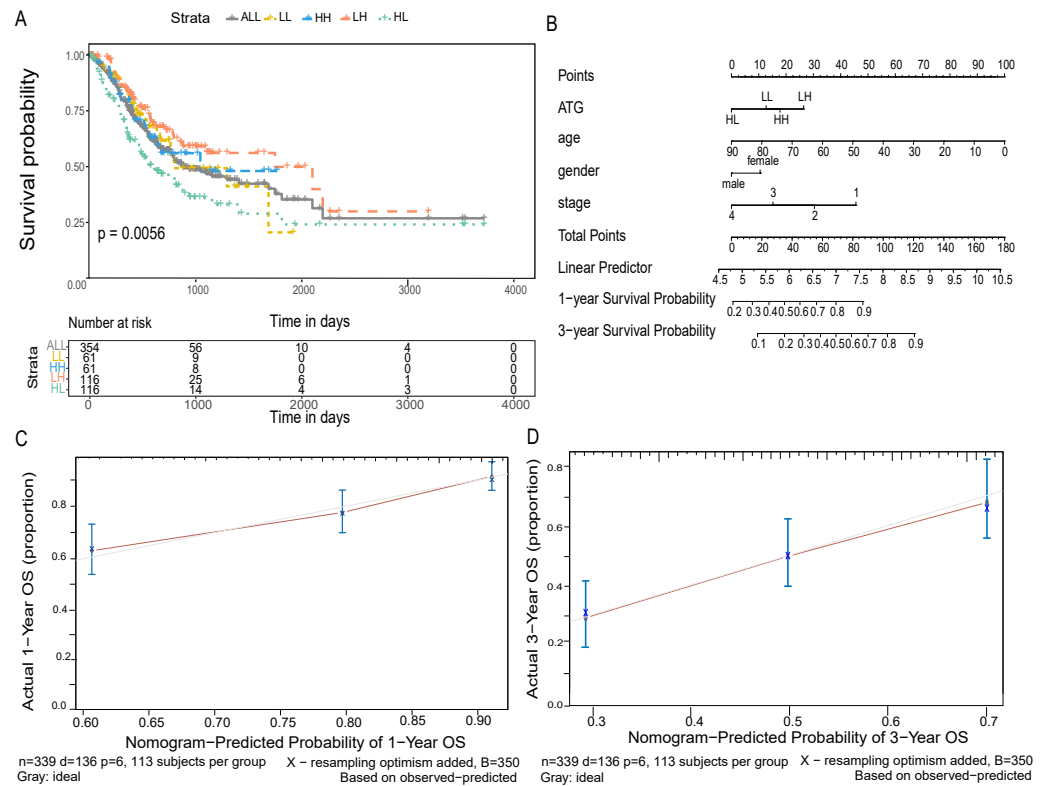 A
Strata ALL LL HH LH HL
Survival probability
1.00
0.75
0.50
0.25
0.00
p = 0.0056
1000 2000 3000 4000
Time in days
Number at risk
Strata
ALL 354 56 10 4 0
LL 61 9 0 0 0
HH 61 8 0 0 0
LH 116 25 6 1 0
HL 116 14 4 3 0
0 1000 2000 3000 4000
Time in days
B
Points
0 10 20 30 40 50 60 70 80 90 100
ATG
LL LH
HL HH
age
90 80 70 60 50 40 30 20 10 0
gender
female
male
stage
3 1
4 2
Total Points
0 20 40 60 80 100 120 140 160 180
Linear Predictor
4.5 5 5.5 6 6.5 7 7.5 8 8.5 9 9.5 10 10.5
1−year Survival Probability
0.2 0.3 0.4 0.5 0.6 0.7 0.8 0.9
3−year Survival Probability
0.1 0.2 0.3 0.4 0.5 0.6 0.7 0.8 0.9
C
Actual 1−Year OS (proportion)
0.8
0.6
0.4
0.2
0.0
0.60 0.65 0.70 0.75 0.80 0.85 0.90
Nomogram−Predicted Probability of 1−Year OS
n=339 d=136 p=6, 113 subjects per group
Gray: ideal
X − resampling optimism added, B=350
Based on observed−predicted
D
Actual 3−Year OS (proportion)
0.8
0.6
0.4
0.2
0.0
0.3 0.4 0.5 0.6 0.7
Nomogram−Predicted Probability of 3−Year OS
n=339 d=136 p=6, 113 subjects per group
Gray: ideal
X − resampling optimism added, B=350
Based on observed−predicted